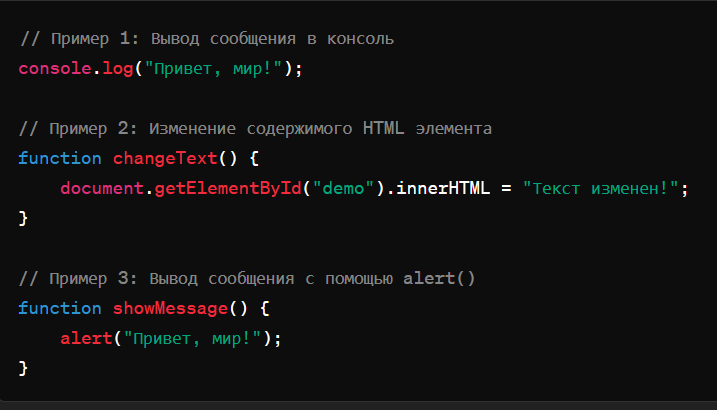 // Пример 1: Вывод сообщения в консоль
console.log("Привет, мир!");
// Пример 2: Изменение содержимого HTML элемента
function changeText() {
    document.getElementById("demo").innerHTML = "Текст изменен!";
}
// Пример 3: Вывод сообщения с помощью alert()
function showMessage() {
    alert("Привет, мир!");
}